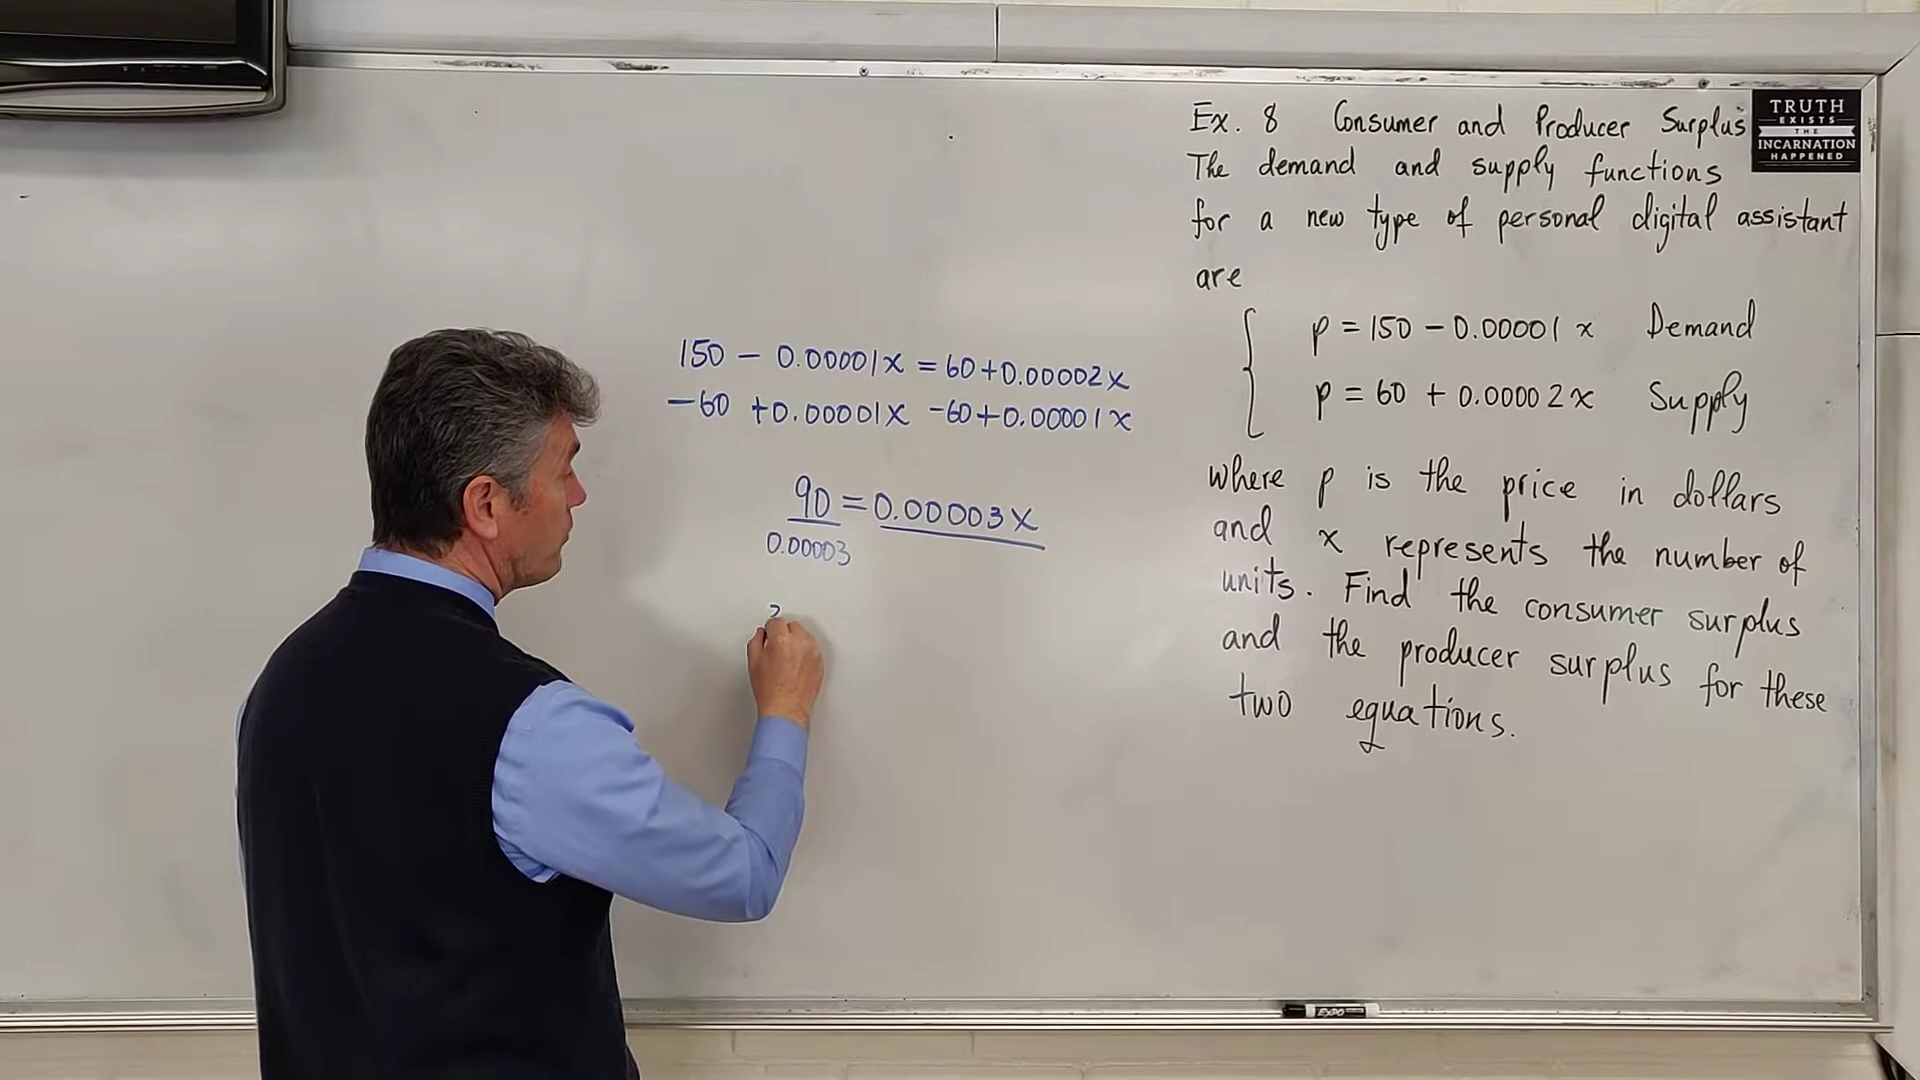 Ex. 8 Consumer and Producer Surplus
The demand and supply functions
for a new type of personal digital assistant
are
p = 150 - 0.00001 x Demand
p = 60 + 0.00002 x Supply
where p is the price in dollars
and x represents the number of
units. Find the consumer surplus
and the producer surplus for these
two equations.
150 - 0.00001x = 60+0.00002x
-60 +0.00001x -60+0.00001x
90 = 0.00003x
0.00003
TRUTH
EXISTS
THE
INCARNATION
HAPPENED
EXPO